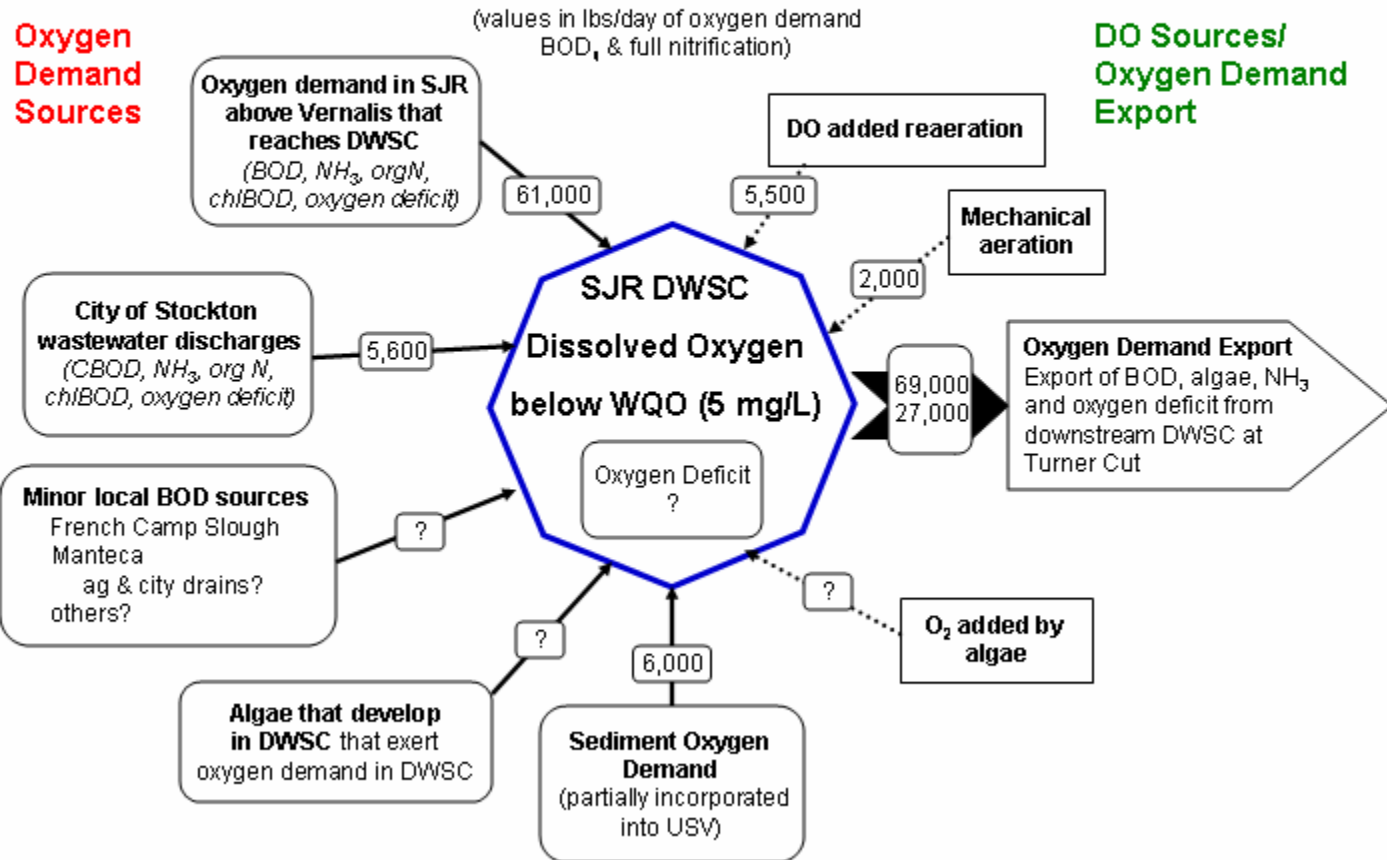 Oxygen
Demand
Sources
(values in lbs/day of oxygen demand
BOD₁ & full nitrification)
DO Sources/
Oxygen Demand
Export
Oxygen demand in SJR
above Vernalis that
reaches DWSC
(BOD, NH₃, orgN,
chlBOD, oxygen deficit)
61,000
DO added reaeration
5,500
Mechanical
aeration
2,000
City of Stockton
wastewater discharges
(CBOD, NH₃, org N,
chlBOD, oxygen deficit)
5,600
SJR DWSC
Dissolved Oxygen
below WQO (5 mg/L)
Oxygen Deficit
?
69,000
27,000
Oxygen Demand Export
Export of BOD, algae, NH₃
and oxygen deficit from
downstream DWSC at
Turner Cut
Minor local BOD sources
French Camp Slough
Manteca
ag & city drains?
others?
?
Algae that develop
in DWSC that exert
oxygen demand in DWSC
?
6,000
Sediment Oxygen
Demand
(partially incorporated
into USV)
?
O₂ added by
algae